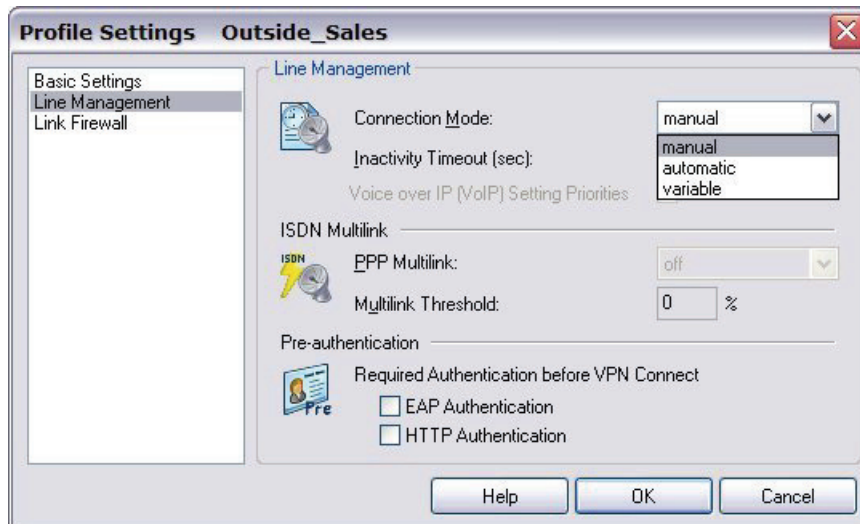 Profile Settings Outside_Sales
Basic Settings
Line Management
Link Firewall
Line Management
Connection Mode: manual
manual
automatic
variable
Inactivity Timeout (sec):
Voice over IP (VoIP) Setting Priorities
ISDN Multilink
ISDN
PPP Multilink: off
Multilink Threshold: 0 %
Pre-authentication
Pre
Required Authentication before VPN Connect
EAP Authentication
HTTP Authentication
Help OK Cancel